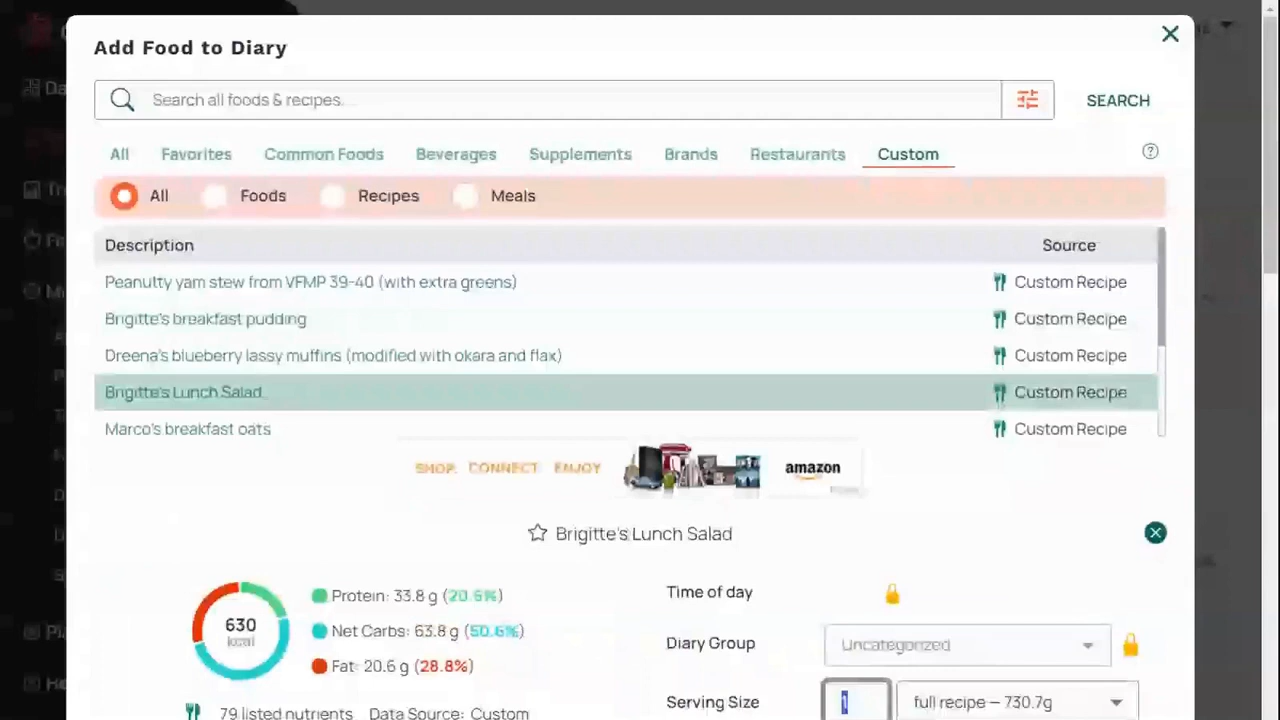 Add Food to Diary
Search all foods & recipes...
SEARCH
All Favorites Common Foods Beverages Supplements Brands Restaurants Custom
All Foods Recipes Meals
Description Source
Peanutty yam stew from VFMP 39-40 (with extra greens) Custom Recipe
Brigitte's breakfast pudding Custom Recipe
Dreena's blueberry lassy muffins (modified with okara and flax) Custom Recipe
Brigitte's Lunch Salad Custom Recipe
Marco's breakfast oats Custom Recipe
SHOP. CONNECT. ENJOY. amazon
Brigitte's Lunch Salad
630
kcal
Protein: 33.8 g (20.6%)
Net Carbs: 63.8 g (50.6%)
Fat: 20.6 g (28.8%)
79 listed nutrients Data Source: Custom
Time of day
Diary Group Uncategorized
Serving Size 1 full recipe – 730.7g